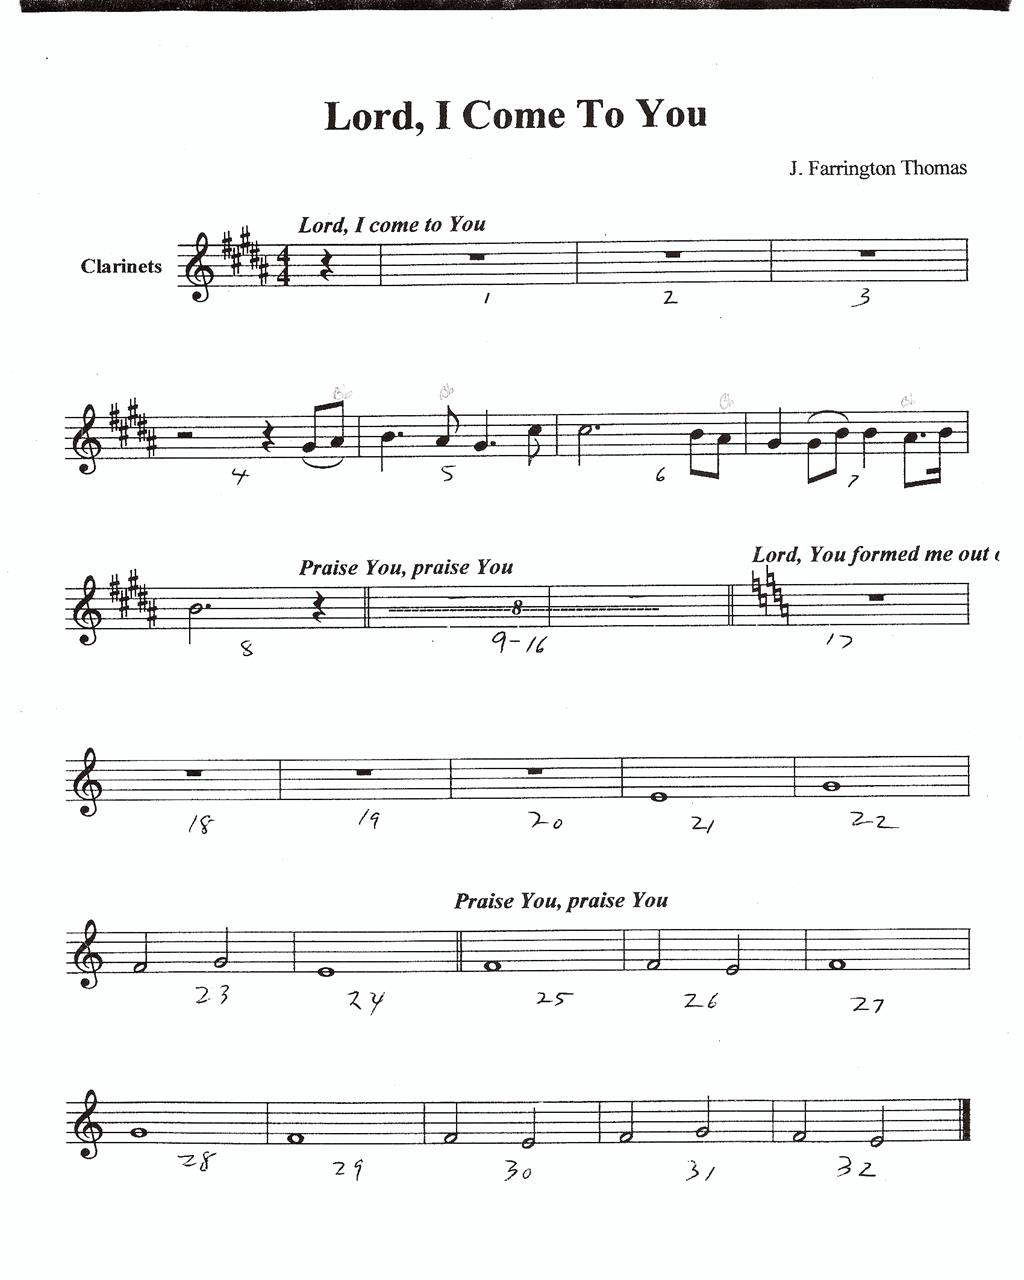 Lord, I Come To You
J. Farrington Thomas
Lord, I come to You
Clarinets
4
4
1 2 3
Bb Bb Bb Bb
4 5 6 7
Praise You, praise You Lord, You formed me out
8
8 9-16 17
18 19 20 21 22
Praise You, praise You
23 24 25 26 27
28 29 30 31 32